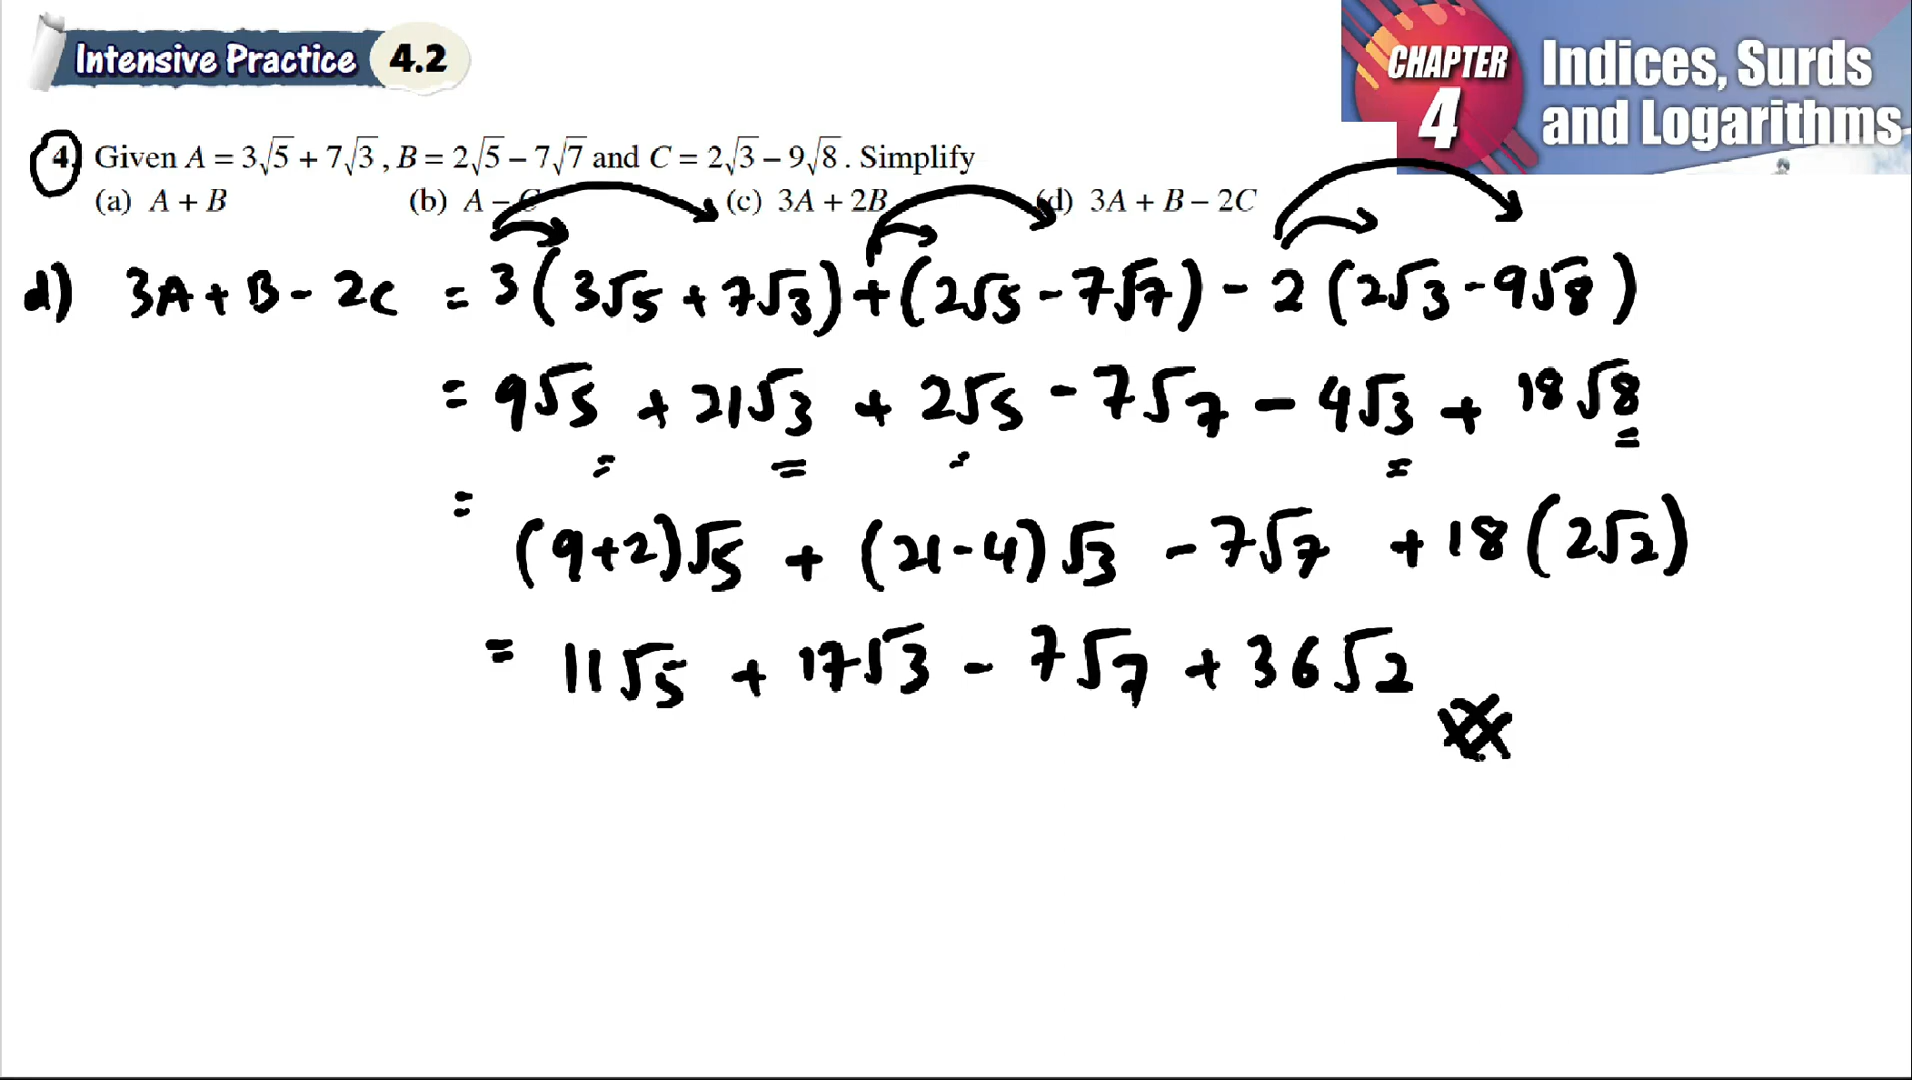 Intensive Practice 4.2
CHAPTER 4
Indices, Surds
and Logarithms
4. Given A = 3√5 + 7√3, B = 2√5 − 7√7 and C = 2√3 − 9√8. Simplify
(a) A + B (b) A − C (c) 3A + 2B (d) 3A + B − 2C
d) 3A + B - 2C = 3(3√5 + 7√3) + (2√5 - 7√7) - 2(2√3 - 9√8)
= 9√5 + 21√3 + 2√5 - 7√7 - 4√3 + 18√8
= (9+2)√5 + (21-4)√3 - 7√7 + 18(2√2)
= 11√5 + 17√3 - 7√7 + 36√2